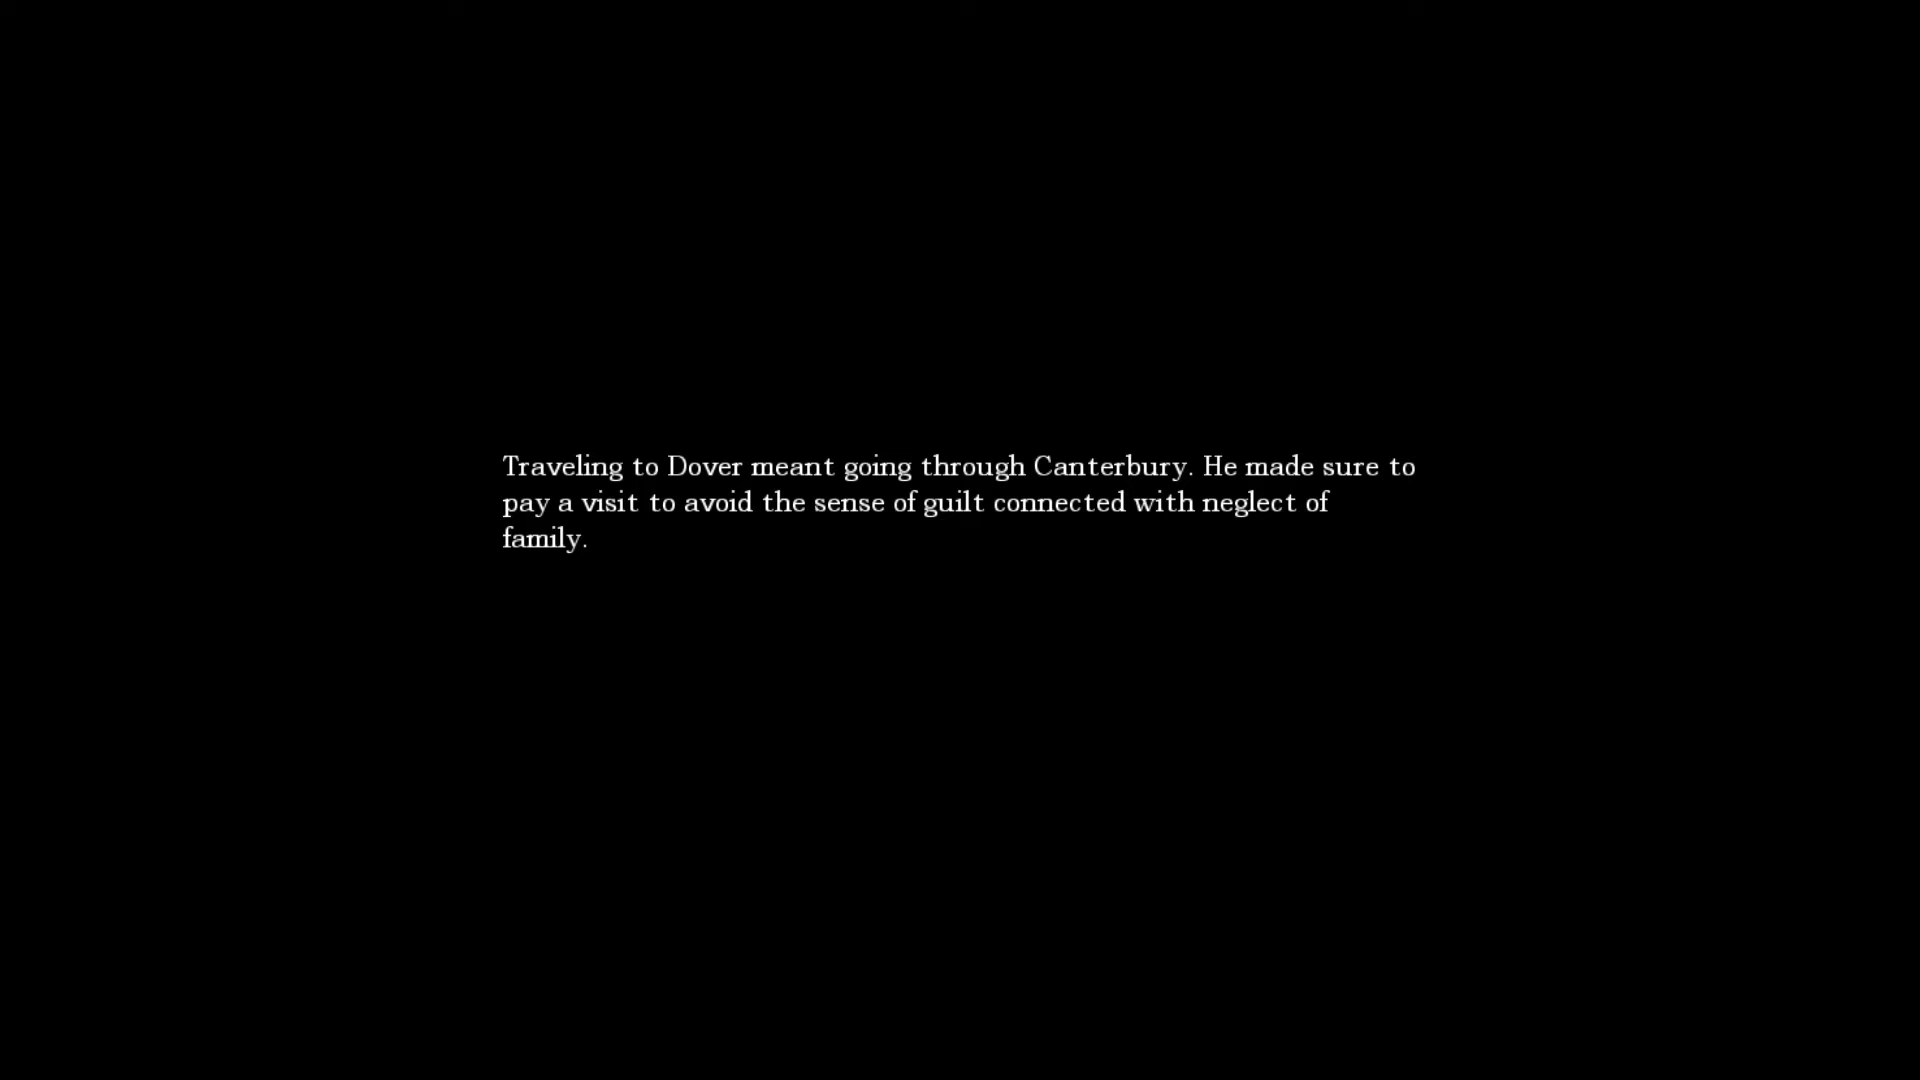 Traveling to Dover meant going through Canterbury. He made sure to
pay a visit to avoid the sense of guilt connected with neglect of
family.